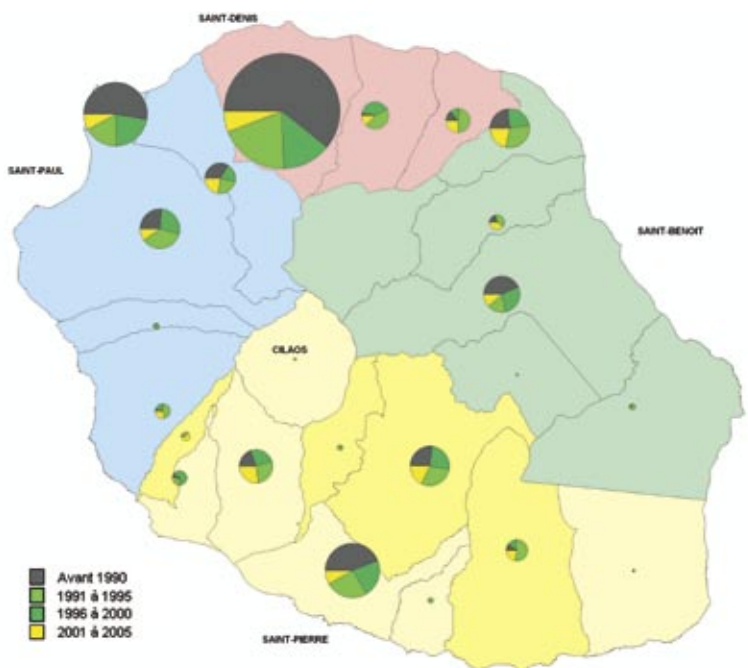 SAINT-DENIS
SAINT-PAUL
SAINT-BENOIT
CILAOS
Avant 1990
1991 à 1995
1996 à 2000
2001 à 2005
SAINT-PIERRE